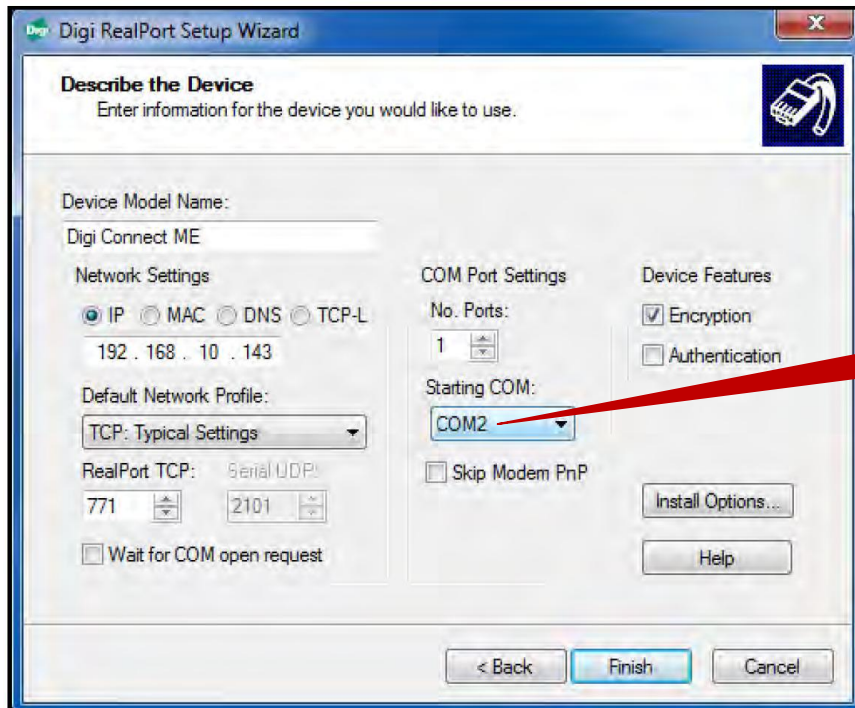 Digi RealPort Setup Wizard
Describe the Device
Enter information for the device you would like to use.
Device Model Name:
Digi Connect ME
Network Settings
IP MAC DNS TCP-L
192 . 168 . 10 . 143
Default Network Profile:
TCP: Typical Settings
RealPort TCP: Serial UDP:
771 2101
Wait for COM open request
COM Port Settings
No. Ports:
1
Starting COM:
COM2
Skip Modem PnP
Device Features
Encryption
Authentication
Install Options...
Help
< Back Finish Cancel